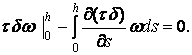 τδω |₀ʰ − ∫₀ʰ ∂(τδ)/∂s ω ds = 0.